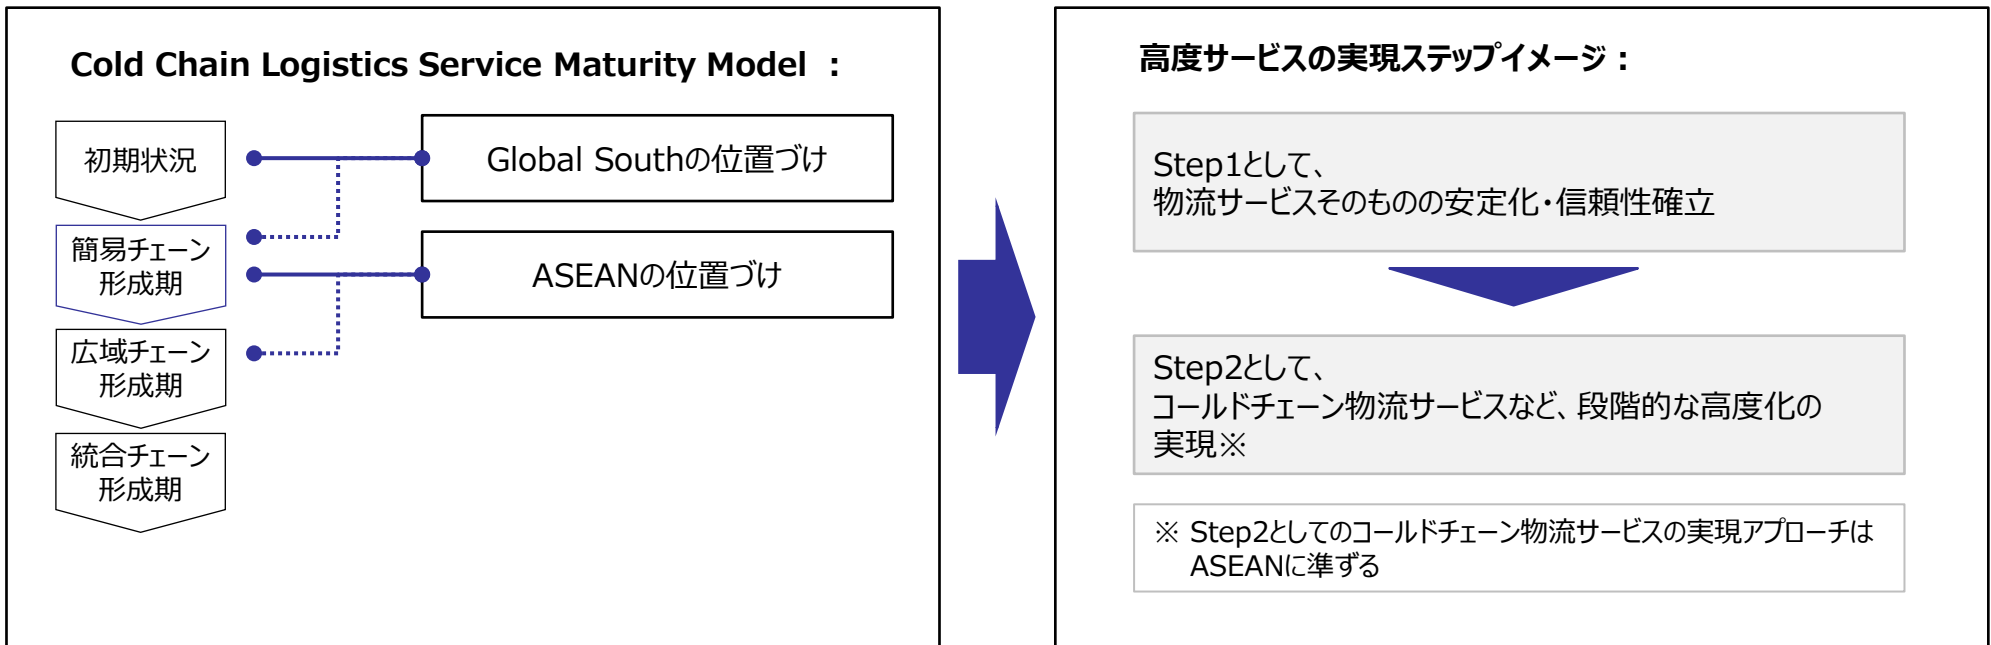 Cold Chain Logistics Service Maturity Model ：
初期状況
簡易チェーン
形成期
広域チェーン
形成期
統合チェーン
形成期
Global Southの位置づけ
ASEANの位置づけ
高度サービスの実現ステップイメージ：
Step1として、
物流サービスそのものの安定化・信頼性確立
Step2として、
コールドチェーン物流サービスなど、段階的な高度化の
実現※
※ Step2としてのコールドチェーン物流サービスの実現アプローチは
ASEANに準ずる